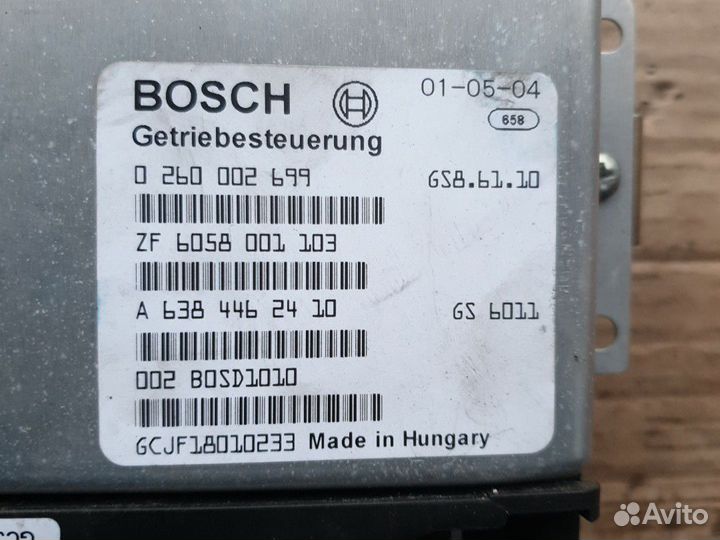 BOSCH 01-05-04
658
Getriebesteuerung
0 260 002 699 GS8.61.10
ZF 6058 001 103
A 638 446 24 10 GS 6011
002 BOSD1010
GCJF18010233 Made in Hungary
GCJ
Avito